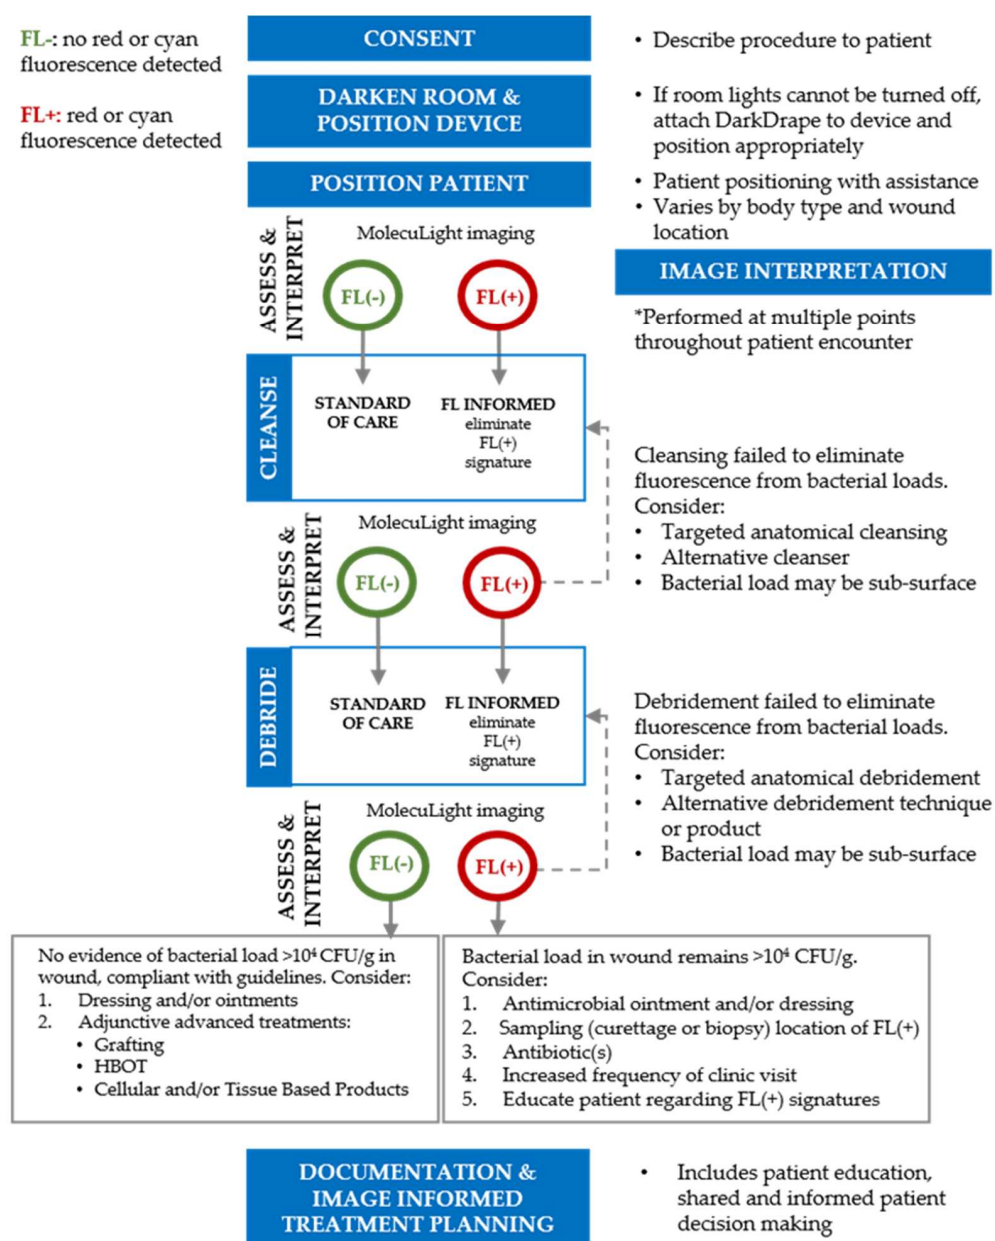 FL-: no red or cyan
fluorescence detected
FL+: red or cyan
fluorescence detected
CONSENT
• Describe procedure to patient
DARKEN ROOM &
POSITION DEVICE
• If room lights cannot be turned off,
attach DarkDrape to device and
position appropriately
POSITION PATIENT
• Patient positioning with assistance
• Varies by body type and wound
location
ASSESS &
INTERPRET
MolecuLight imaging
FL(-)
FL(+)
IMAGE INTERPRETATION
*Performed at multiple points
throughout patient encounter
CLEANSE
STANDARD
OF CARE
FL INFORMED
eliminate
FL(+)
signature
Cleansing failed to eliminate
fluorescence from bacterial loads.
Consider:
• Targeted anatomical cleansing
• Alternative cleanser
• Bacterial load may be sub-surface
ASSESS &
INTERPRET
MolecuLight imaging
FL(-)
FL(+)
DEBRIDE
STANDARD
OF CARE
FL INFORMED
eliminate
FL(+)
signature
Debridement failed to eliminate
fluorescence from bacterial loads.
Consider:
• Targeted anatomical debridement
• Alternative debridement technique
or product
• Bacterial load may be sub-surface
ASSESS &
INTERPRET
MolecuLight imaging
FL(-)
FL(+)
No evidence of bacterial load >10⁴ CFU/g in
wound, compliant with guidelines. Consider:
1. Dressing and/or ointments
2. Adjunctive advanced treatments:
• Grafting
• HBOT
• Cellular and/or Tissue Based Products
Bacterial load in wound remains >10⁴ CFU/g.
Consider:
1. Antimicrobial ointment and/or dressing
2. Sampling (curettage or biopsy) location of FL(+)
3. Antibiotic(s)
4. Increased frequency of clinic visit
5. Educate patient regarding FL(+) signatures
DOCUMENTATION &
IMAGE INFORMED
TREATMENT PLANNING
• Includes patient education,
shared and informed patient
decision making